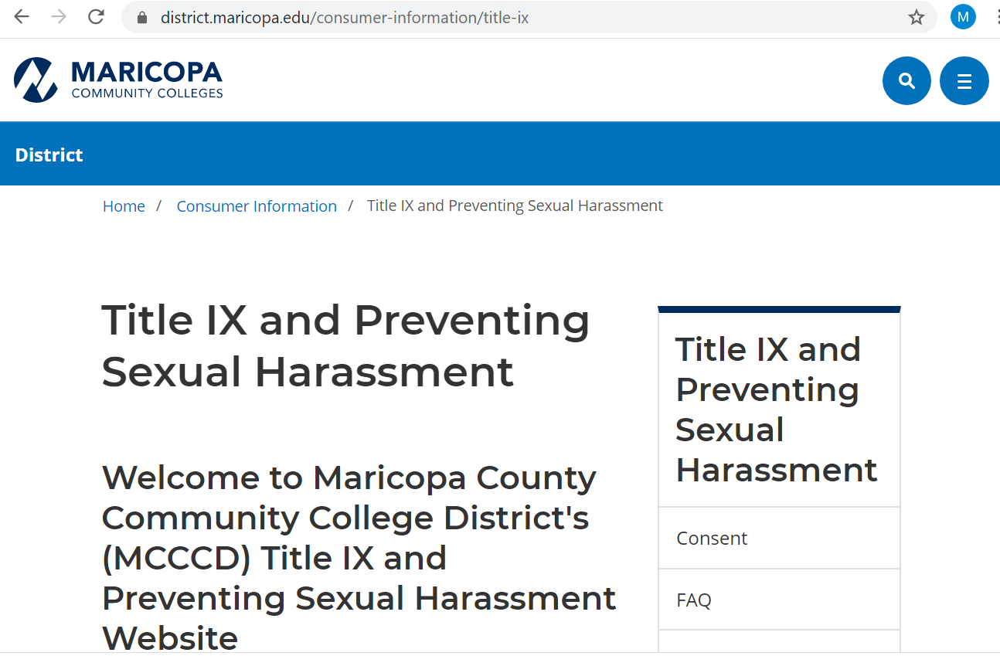 district.maricopa.edu/consumer-information/title-ix
M
MARICOPA
COMMUNITY COLLEGES
District
Home / Consumer Information / Title IX and Preventing Sexual Harassment
Title IX and Preventing
Sexual Harassment
Welcome to Maricopa County
Community College District's
(MCCCD) Title IX and
Preventing Sexual Harassment
Website
Title IX and
Preventing
Sexual
Harassment
Consent
FAQ